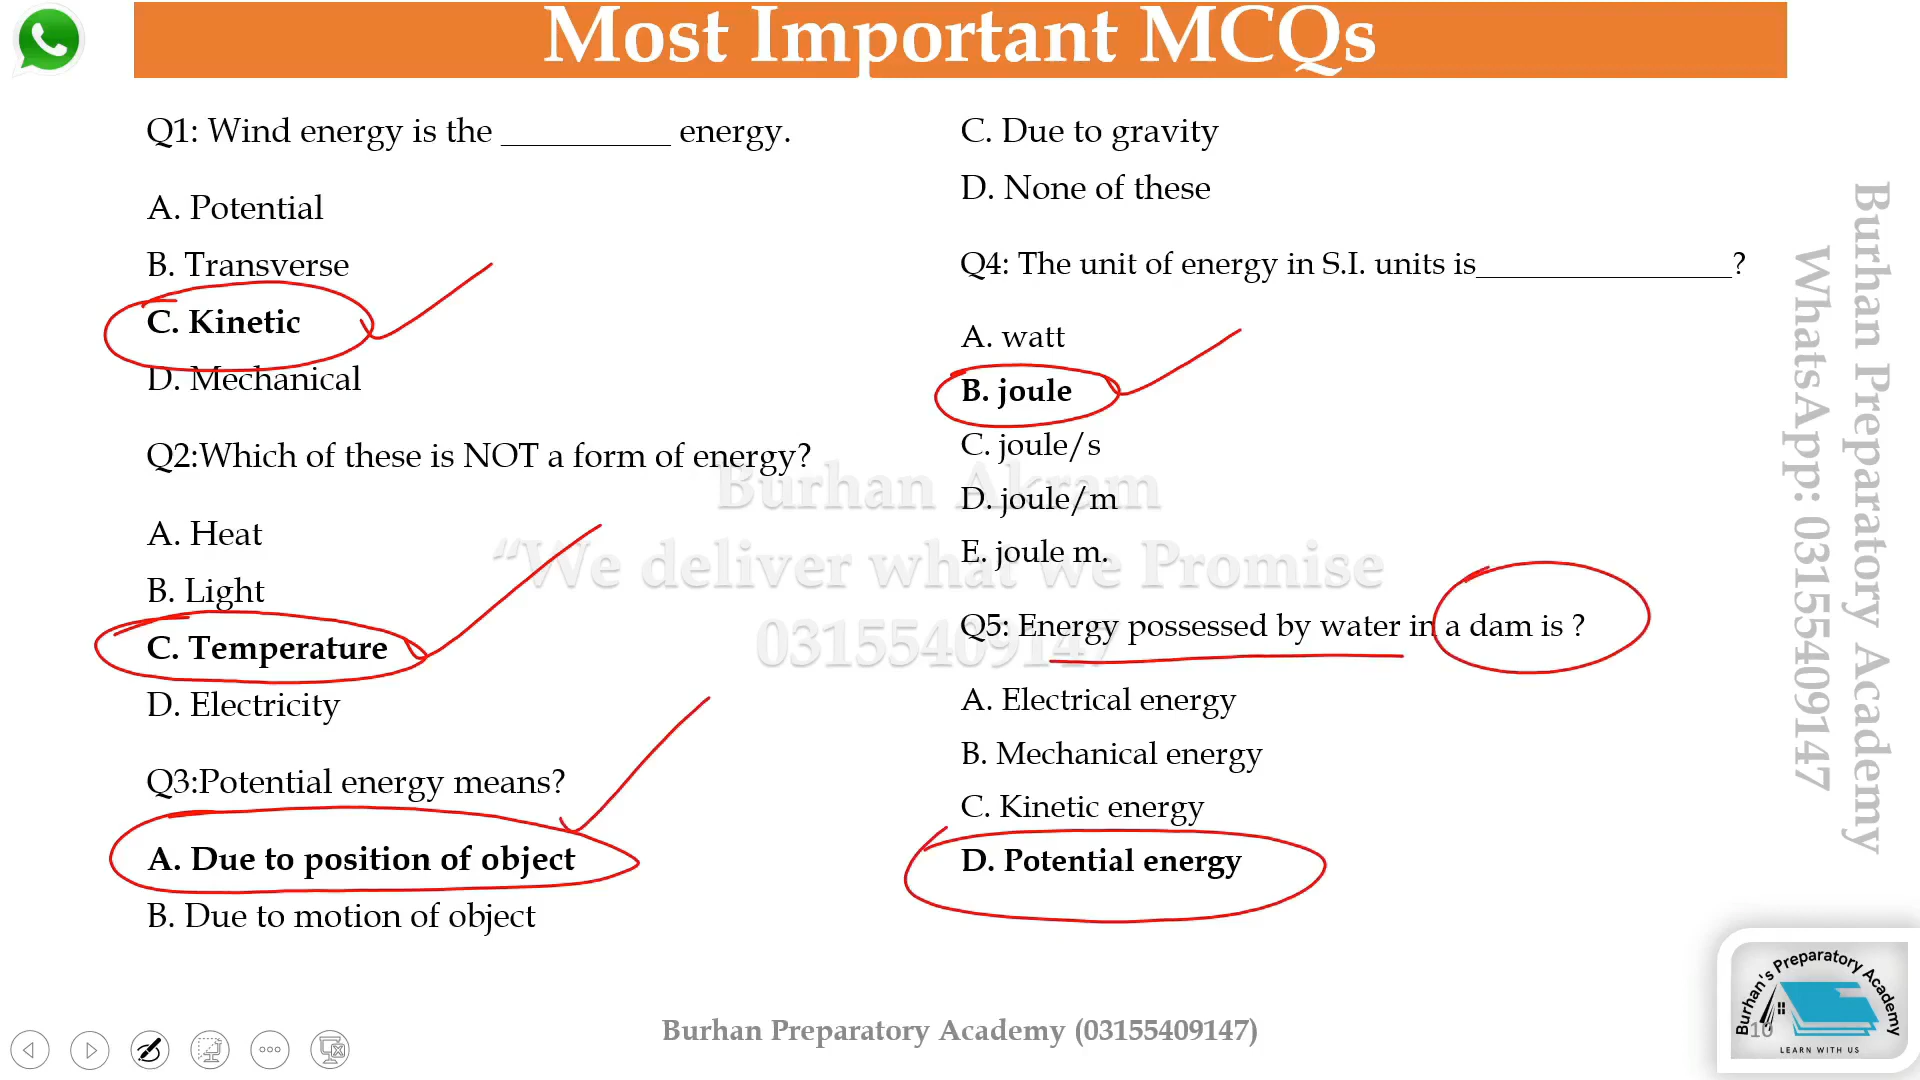 Most Important MCQs
Q1: Wind energy is the __________ energy.
A. Potential
B. Transverse
C. Kinetic
D. Mechanical
Q2:Which of these is NOT a form of energy?
A. Heat
B. Light
C. Temperature
D. Electricity
Q3:Potential energy means?
A. Due to position of object
B. Due to motion of object
C. Due to gravity
D. None of these
Q4: The unit of energy in S.I. units is_______________?
A. watt
B. joule
C. joule/s
D. joule/m
E. joule m.
Q5: Energy possessed by water in a dam is ?
A. Electrical energy
B. Mechanical energy
C. Kinetic energy
D. Potential energy
Burhan Akram
“We deliver what we Promise
03155409147
Burhan Preparatory Academy
WhatsApp: 03155409147
Burhan Preparatory Academy (03155409147)
Burhan's Preparatory Academy
LEARN WITH US
10